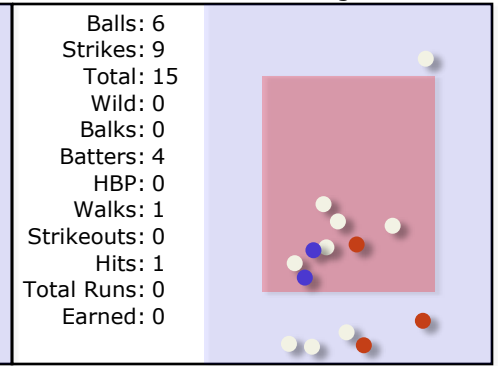 Balls: 6
Strikes: 9
Total: 15
Wild: 0
Balks: 0
Batters: 4
HBP: 0
Walks: 1
Strikeouts: 0
Hits: 1
Total Runs: 0
Earned: 0